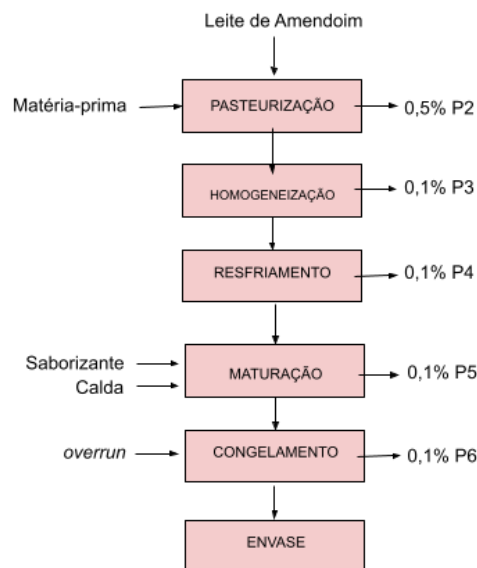 Leite de Amendoim
Matéria-prima
PASTEURIZAÇÃO
0,5% P2
HOMOGENEIZAÇÃO
0,1% P3
RESFRIAMENTO
0,1% P4
Saborizante
Calda
MATURAÇÃO
0,1% P5
overrun
CONGELAMENTO
0,1% P6
ENVASE